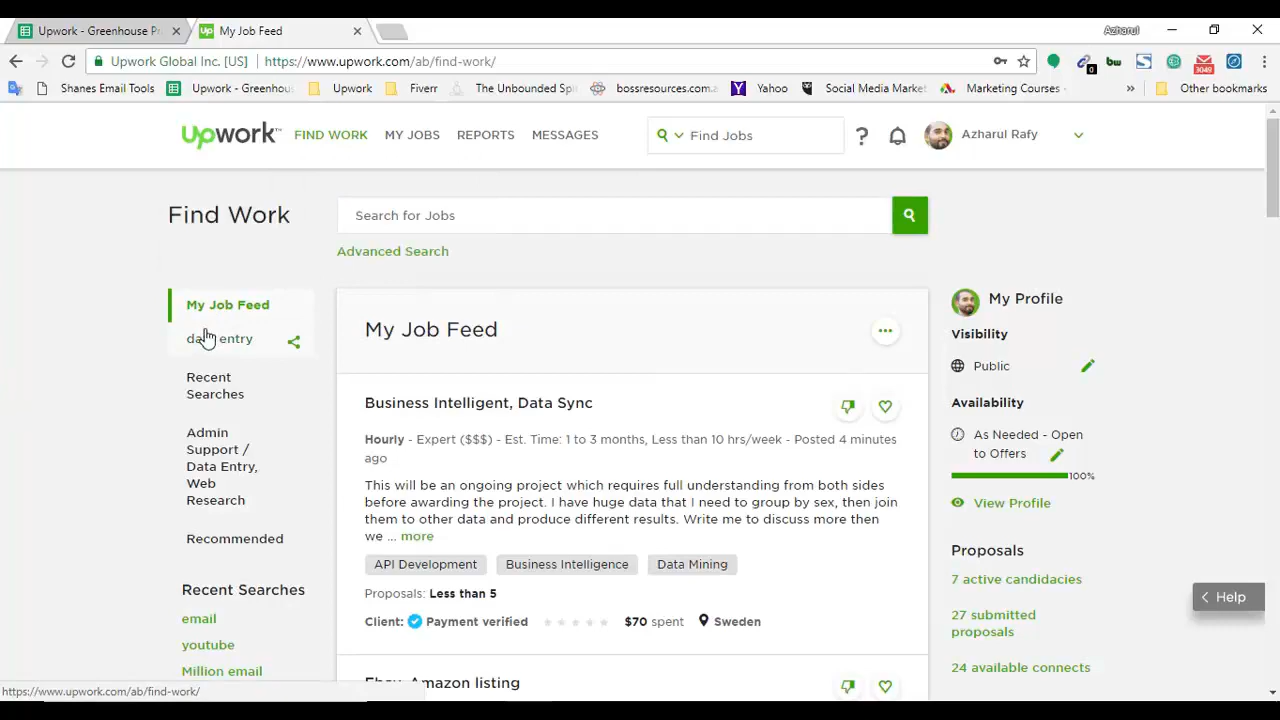 Upwork - Greenhouse Pr
My Job Feed
Azharul
Upwork Global Inc. [US]
https://www.upwork.com/ab/find-work/
0
bw
3049
Shanes Email Tools
Upwork - Greenhous
Upwork
Fiverr
The Unbounded Spi
bossresources.com.a
Yahoo
Social Media Market
Marketing Courses -
»
Other bookmarks
upwork™
FIND WORK
MY JOBS
REPORTS
MESSAGES
Find Jobs
?
Azharul Rafy
Find Work
Search for Jobs
Advanced Search
My Job Feed
entry
Recent
Searches
Admin
Support /
Data Entry,
Web
Research
Recommended
Recent Searches
email
youtube
Million email
My Job Feed
Business Intelligent, Data Sync
Hourly - Expert ($$$) - Est. Time: 1 to 3 months, Less than 10 hrs/week - Posted 4 minutes
ago
This will be an ongoing project which requires full understanding from both sides
before awarding the project. I have huge data that I need to group by sex, then join
them to other data and produce different results. Write me to discuss more then
we ... more
API Development
Business Intelligence
Data Mining
Proposals: Less than 5
Client: Payment verified
$70 spent
Sweden
Ebay, Amazon listing
My Profile
Visibility
Public
Availability
As Needed - Open
to Offers
100%
View Profile
Proposals
7 active candidacies
27 submitted
proposals
24 available connects
Help
https://www.upwork.com/ab/find-work/